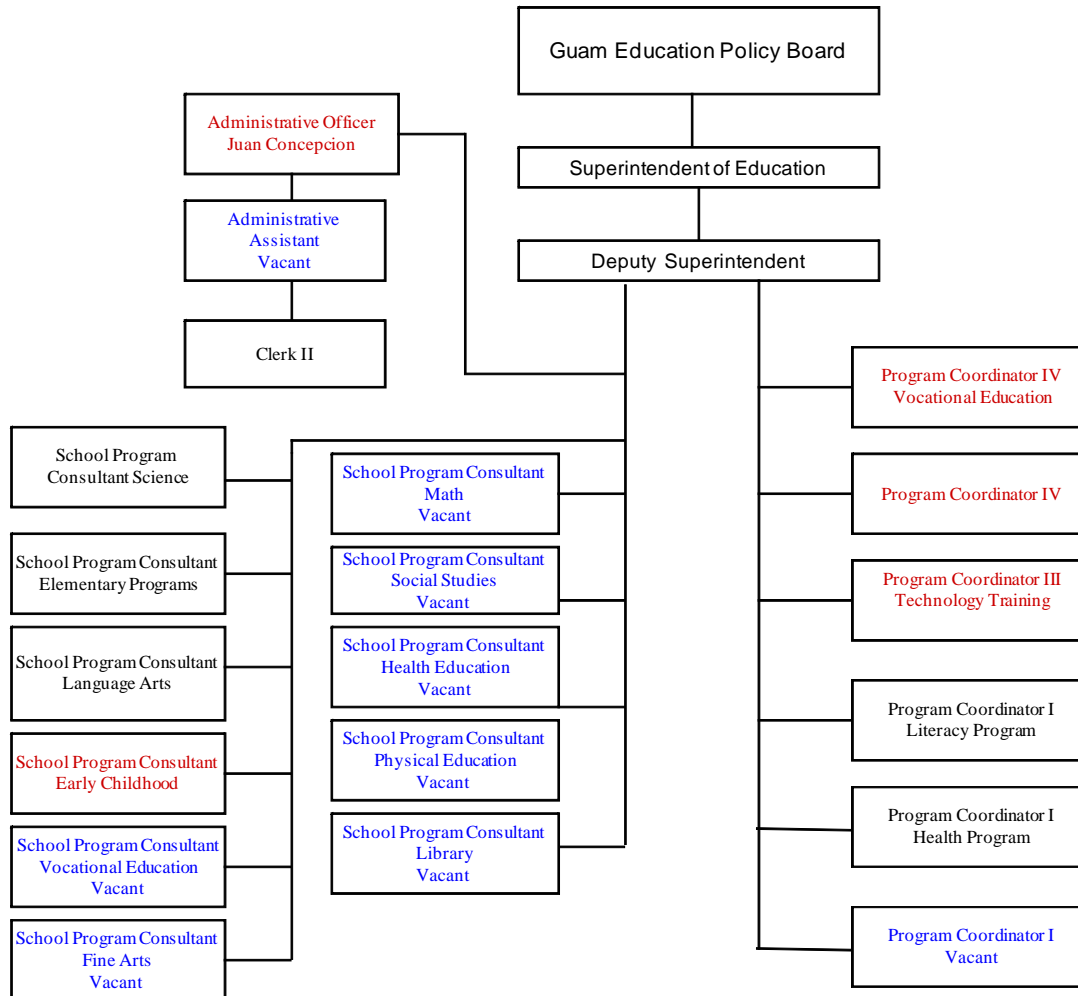 Guam Education Policy Board
Administrative Officer
Juan Concepcion
Superintendent of Education
Administrative
Assistant
Vacant
Deputy Superintendent
Clerk II
Program Coordinator IV
Vocational Education
School Program
Consultant Science
School Program Consultant
Math
Vacant
Program Coordinator IV
School Program Consultant
Elementary Programs
School Program Consultant
Social Studies
Vacant
Program Coordinator III
Technology Training
School Program Consultant
Language Arts
School Program Consultant
Health Education
Vacant
Program Coordinator I
Literacy Program
School Program Consultant
Early Childhood
School Program Consultant
Physical Education
Vacant
Program Coordinator I
Health Program
School Program Consultant
Vocational Education
Vacant
School Program Consultant
Library
Vacant
School Program Consultant
Fine Arts
Vacant
Program Coordinator I
Vacant